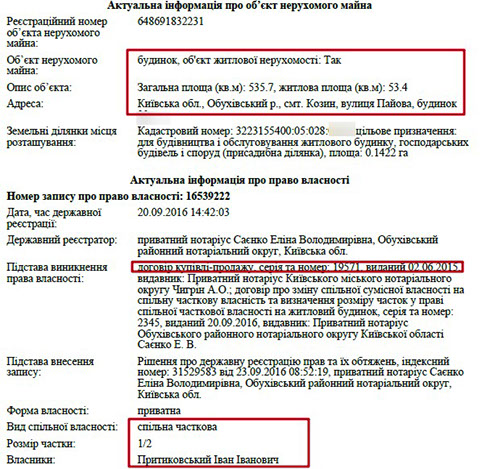 Актуальна інформація про об'єкт нерухомого майна
Реєстраційний номер 648691832231
об'єкта нерухомого
майна:
Об'єкт нерухомого будинок, об'єкт житлової нерухомості: Так
майна:
Опис об'єкта: Загальна площа (кв.м): 535.7, житлова площа (кв.м): 53.4
Адреса: Київська обл., Обухівський р., смт. Козин, вулиця Пайова, будинок
Земельні ділянки місця Кадастровий номер: 3223155400:05:028: цільове призначення:
розташування: для будівництва і обслуговування житлового будинку, господарських
будівель і споруд (присадибна ділянка), площа: 0.1422 га
Актуальна інформація про право власності
Номер запису про право власності: 16539222
Дата, час державної 20.09.2016 14:42:03
реєстрації:
Державний реєстратор: приватний нотаріус Саєнко Еліна Володимирівна, Обухівський
районний нотаріальний округ, Київська обл.
Підстава виникнення договір купівлі-продажу, серія та номер: 19571, виданий 02.06.2015,
права власності: видавник: Приватний нотаріус Київського міського нотаріального
округу Чигрін А.О.; договір про зміну спільної сумісної власності на
спільну часткову власність та визначення розміру часток у праві
спільної часткової власності на житловий будинок, серія та номер:
2345, виданий 20.09.2016, видавник: Приватний нотаріус
Обухівського районного нотаріального округу Київської області
Саєнко Е. В.
Підстава внесення Рішення про державну реєстрацію прав та їх обтяжень, індексний
запису: номер: 31529583 від 23.09.2016 08:52:19, приватний нотаріус Саєнко
Еліна Володимирівна, Обухівський районний нотаріальний округ,
Київська обл.
Форма власності: приватна
Вид спільної власності: спільна часткова
Розмір частки: 1/2
Власники: Притиковський Іван Іванович